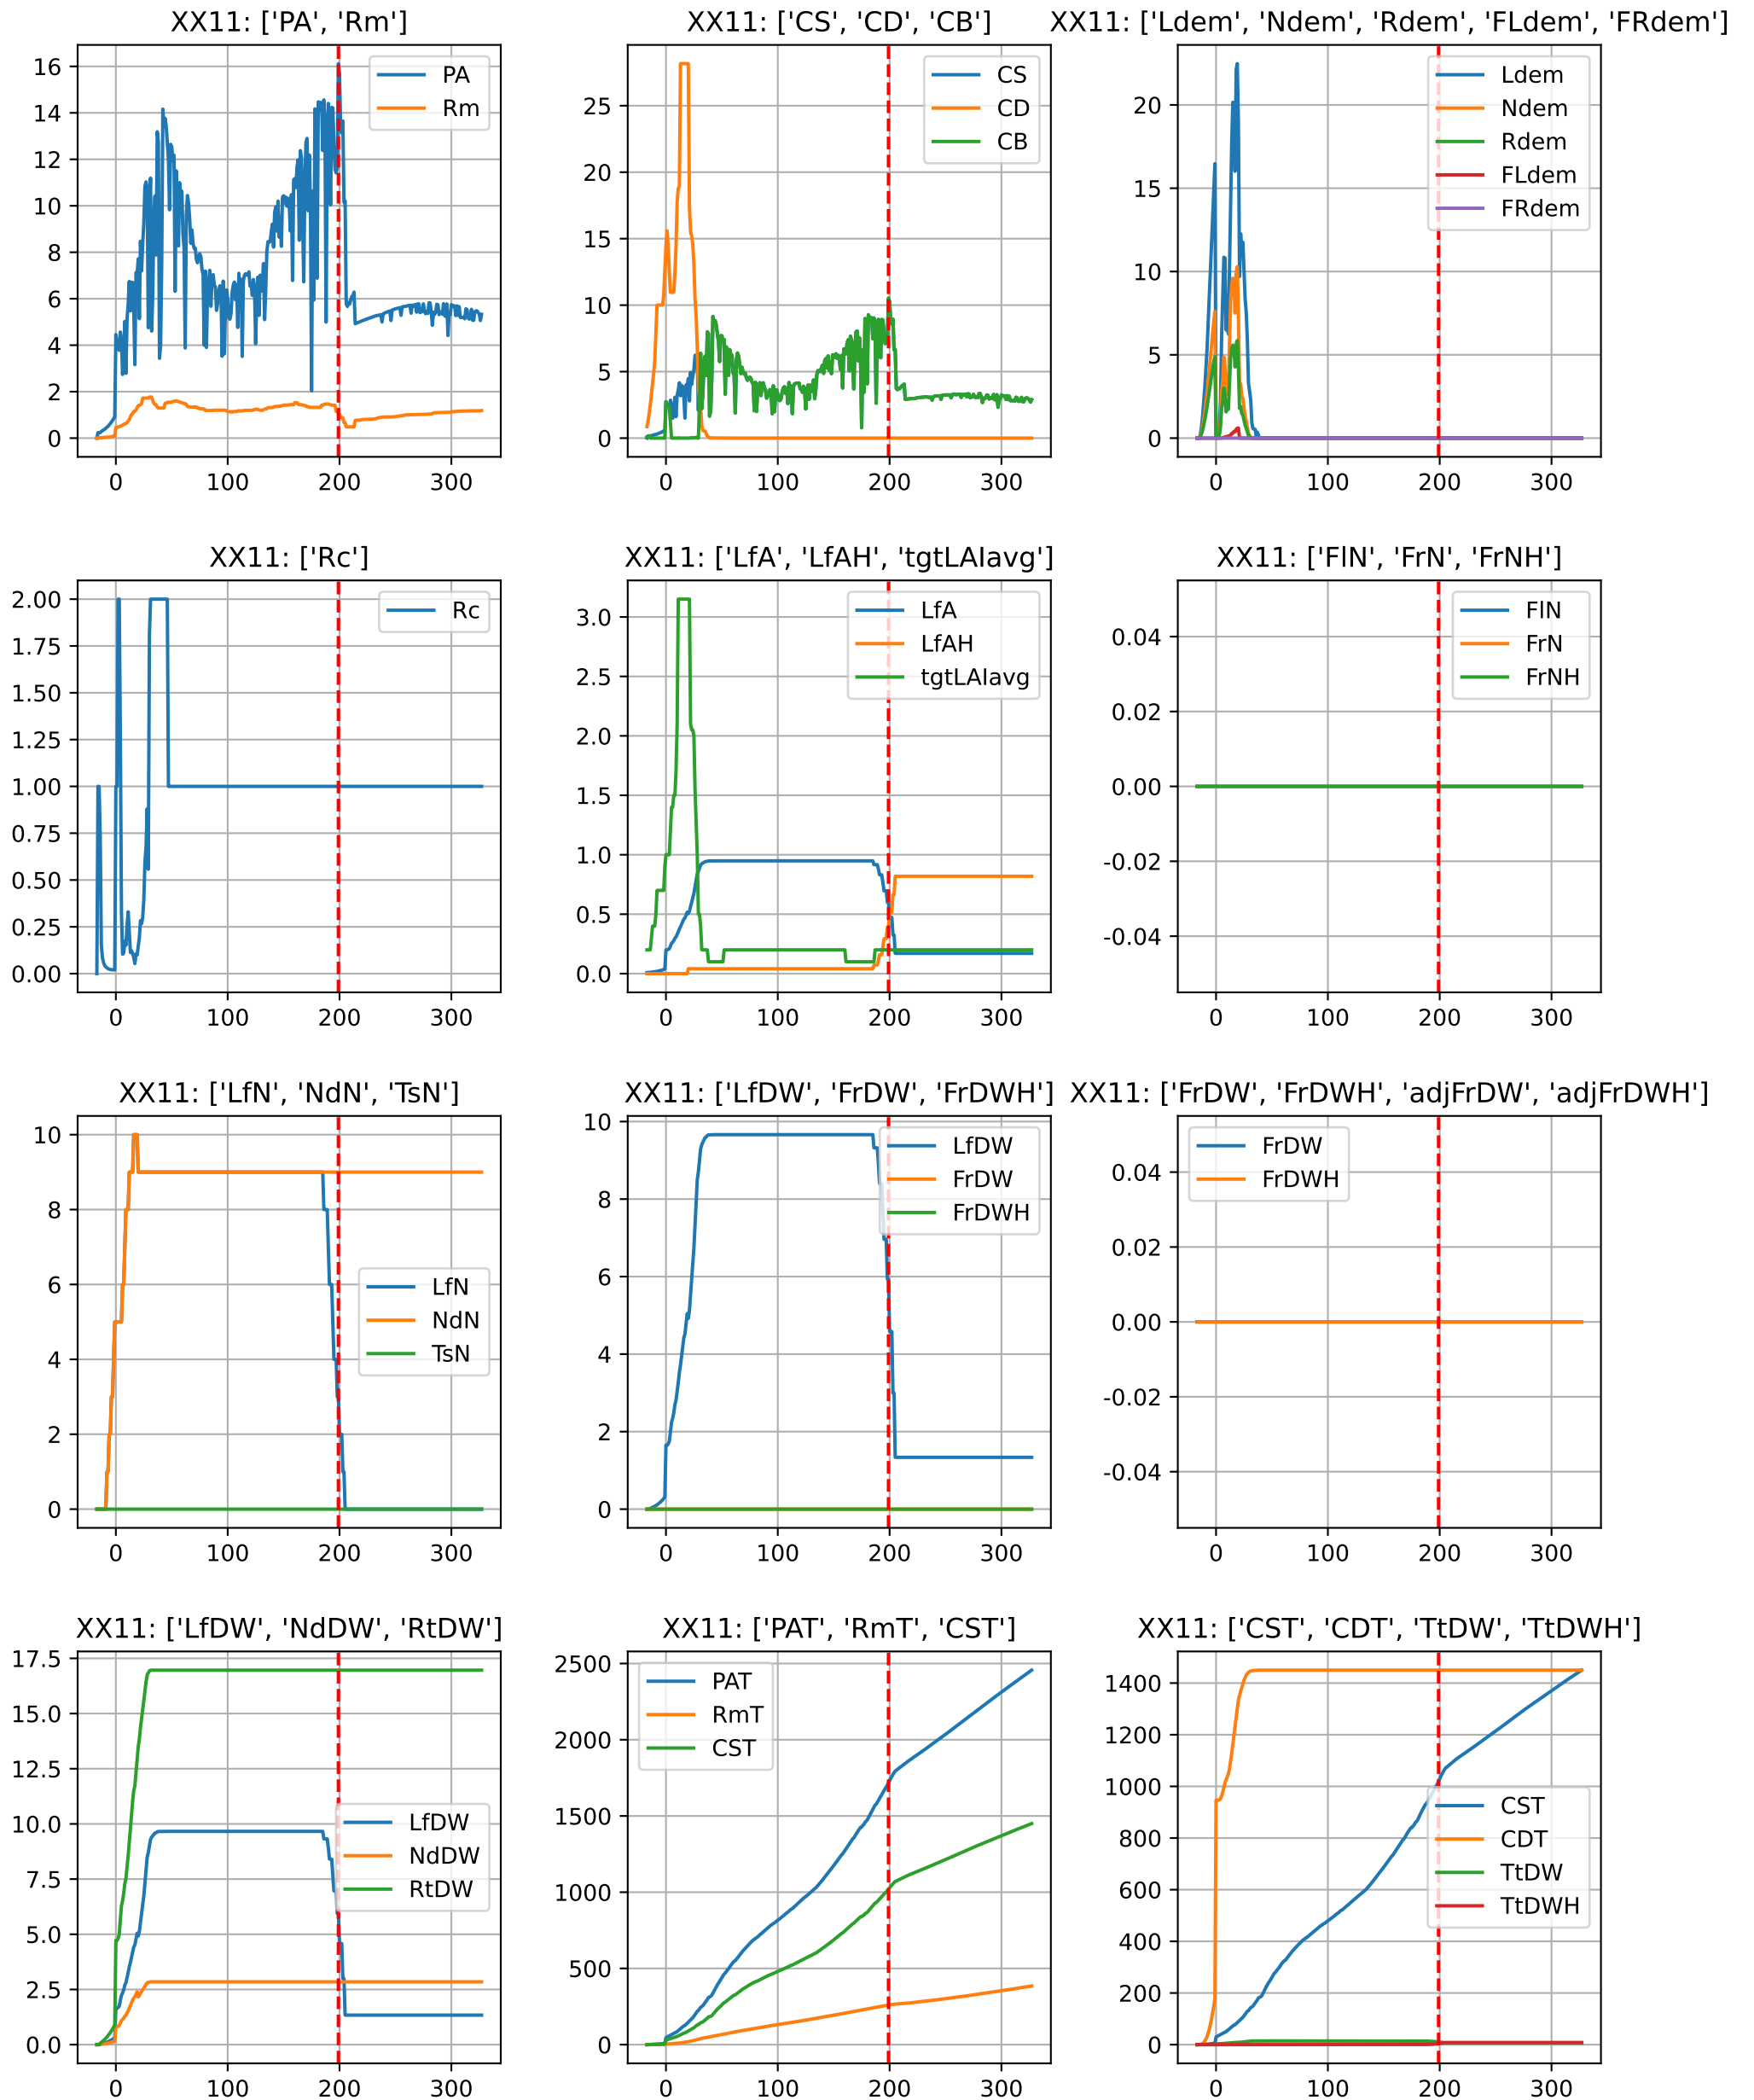 XX11: ['PA', 'Rm']
16
14
12
10
8
6
4
2
0
0 100 200 300
PA
Rm
XX11: ['CS', 'CD', 'CB']
25
20
15
10
5
0
0 100 200 300
CS
CD
CB
XX11: ['Ldem', 'Ndem', 'Rdem', 'FLdem', 'FRdem']
20
15
10
5
0
0 100 200 300
Ldem
Ndem
Rdem
FLdem
FRdem
XX11: ['Rc']
2.00
1.75
1.50
1.25
1.00
0.75
0.50
0.25
0.00
0 100 200 300
Rc
XX11: ['LfA', 'LfAH', 'tgtLAIavg']
3.0
2.5
2.0
1.5
1.0
0.5
0.0
0 100 200 300
LfA
LfAH
tgtLAIavg
XX11: ['FlN', 'FrN', 'FrNH']
0.04
0.02
0.00
-0.02
-0.04
0 100 200 300
FlN
FrN
FrNH
XX11: ['LfN', 'NdN', 'TsN']
10
8
6
4
2
0
0 100 200 300
LfN
NdN
TsN
XX11: ['LfDW', 'FrDW', 'FrDWH']
10
8
6
4
2
0
0 100 200 300
LfDW
FrDW
FrDWH
XX11: ['FrDW', 'FrDWH', 'adjFrDW', 'adjFrDWH']
0.04
0.02
0.00
-0.02
-0.04
0 100 200 300
FrDW
FrDWH
XX11: ['LfDW', 'NdDW', 'RtDW']
17.5
15.0
12.5
10.0
7.5
5.0
2.5
0.0
0 100 200 300
LfDW
NdDW
RtDW
XX11: ['PAT', 'RmT', 'CST']
2500
2000
1500
1000
500
0
0 100 200 300
PAT
RmT
CST
XX11: ['CST', 'CDT', 'TtDW', 'TtDWH']
1400
1200
1000
800
600
400
200
0
0 100 200 300
CST
CDT
TtDW
TtDWH